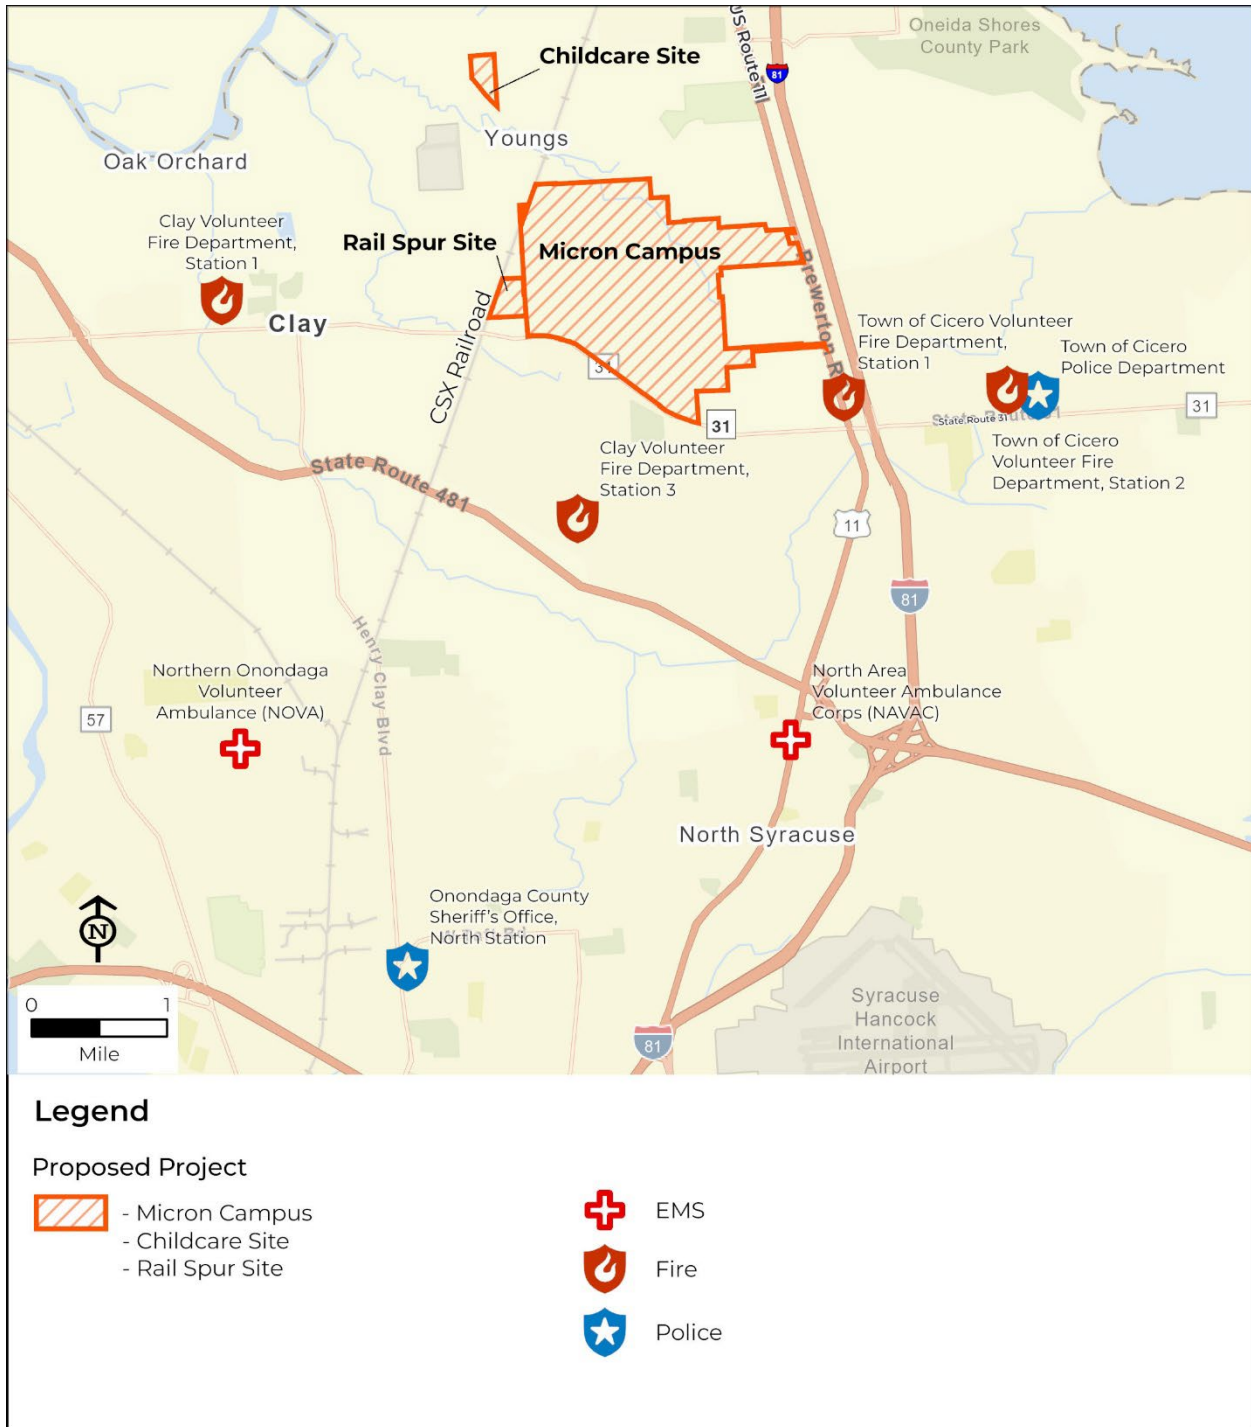 Oneida Shores
County Park
US Route 11
81
Childcare Site
Youngs
Oak Orchard
Clay Volunteer
Fire Department,
Station 1
Rail Spur Site
Micron Campus
Clay
CSX Railroad
31
Town of Cicero Volunteer
Fire Department,
Station 1
Town of Cicero
Police Department
31
State Route 31
31
Clay Volunteer
Fire Department,
Station 3
Town of Cicero
Volunteer Fire
Department, Station 2
State Route 481
11
81
Henry Clay Blvd
Northern Onondaga
Volunteer
Ambulance (NOVA)
57
North Area
Volunteer Ambulance
Corps (NAVAC)
North Syracuse
Onondaga County
Sheriff's Office,
North Station
N
0 1
Mile
81
Syracuse
Hancock
International
Airport
Legend
Proposed Project
- Micron Campus
- Childcare Site
- Rail Spur Site
EMS
Fire
Police